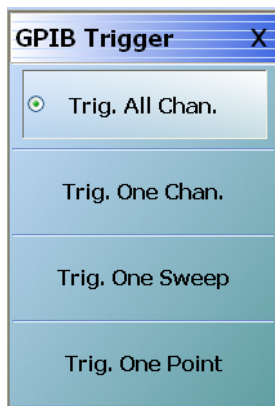 GPIB Trigger X
Trig. All Chan.
Trig. One Chan.
Trig. One Sweep
Trig. One Point